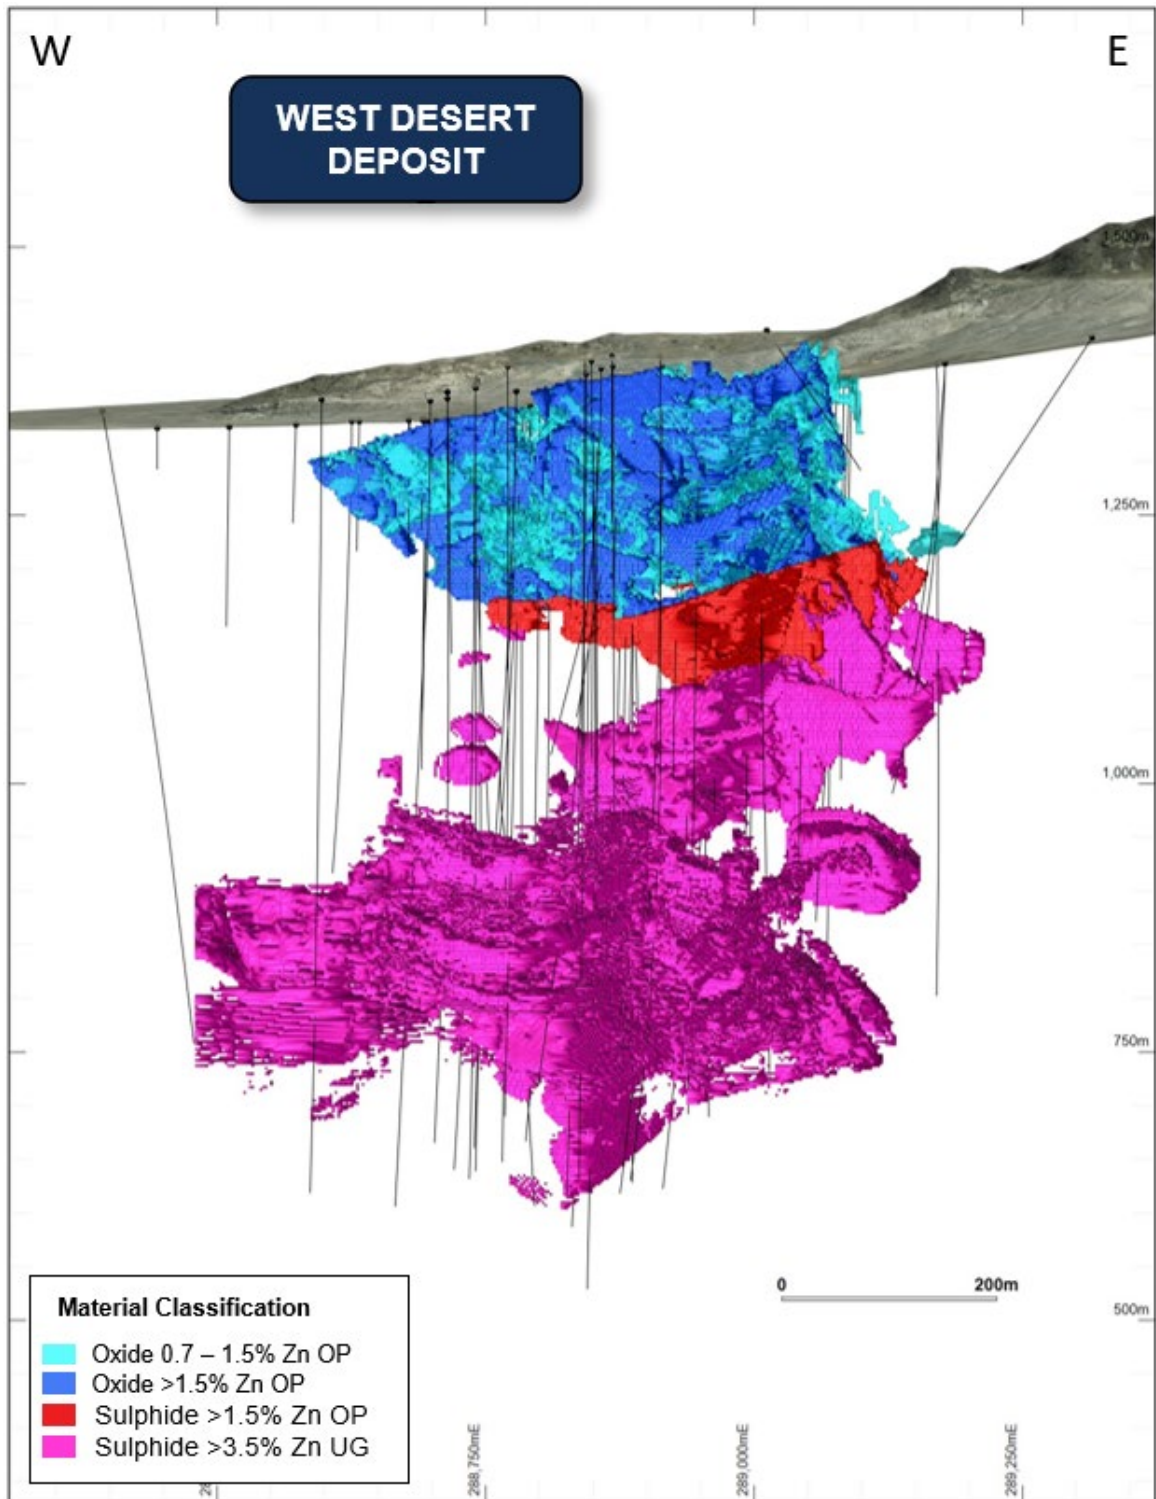 W
E
WEST DESERT
DEPOSIT
1,500m
1,250m
1,000m
750m
0
200m
500m
Material Classification
Oxide 0.7 – 1.5% Zn OP
Oxide >1.5% Zn OP
Sulphide >1.5% Zn OP
Sulphide >3.5% Zn UG
288,750mE
289,000mE
289,250mE